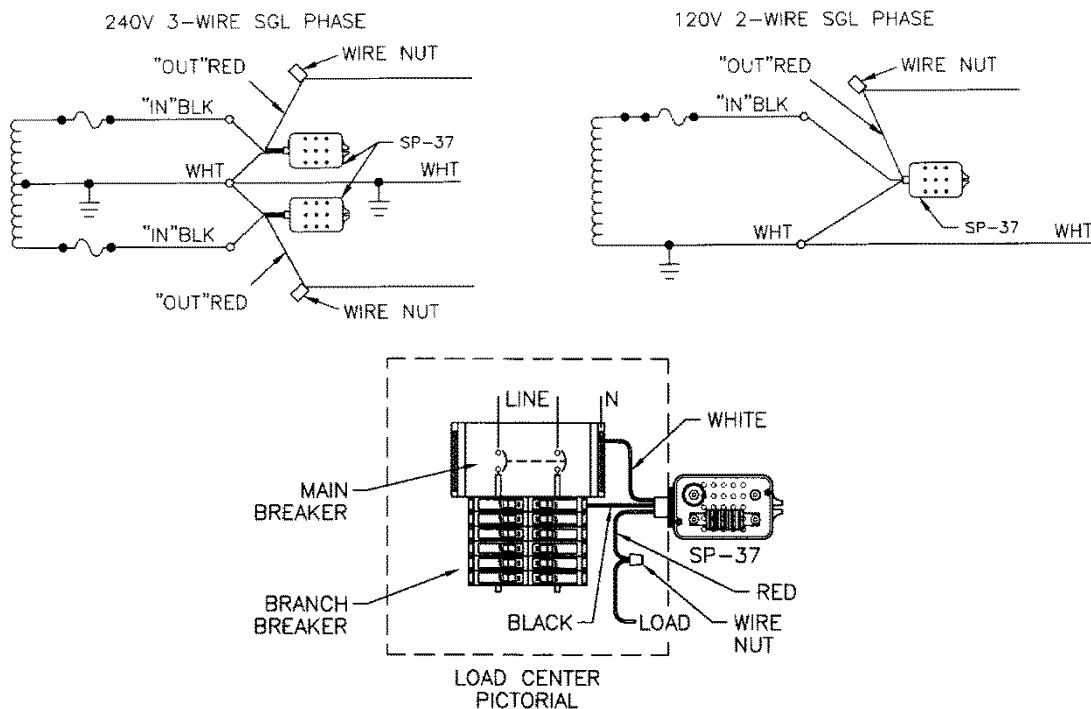 240V 3-WIRE SGL PHASE
"OUT"RED
WIRE NUT
"IN"BLK
SP-37
WHT
WHT
"IN"BLK
"OUT"RED
WIRE NUT
120V 2-WIRE SGL PHASE
"OUT"RED
WIRE NUT
"IN"BLK
SP-37
WHT
WHT
LINE
N
WHITE
MAIN
BREAKER
SP-37
RED
BRANCH
BREAKER
BLACK
LOAD
WIRE
NUT
LOAD CENTER
PICTORIAL